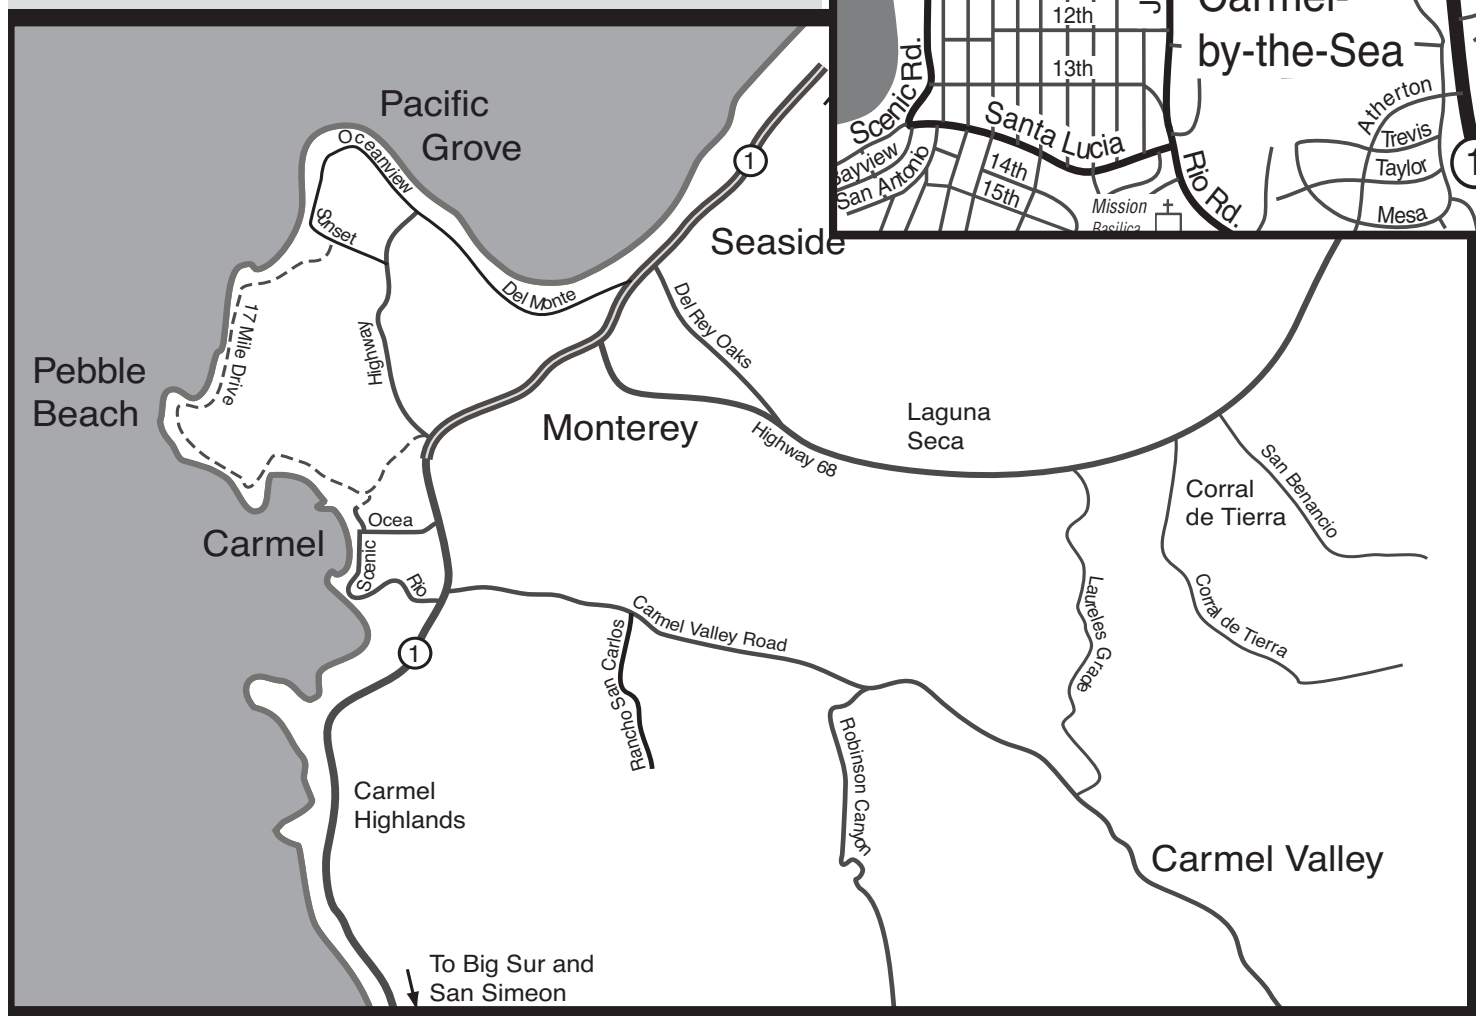 Carmel-
by-the-Sea
12th
13th
Scenic Rd.
Santa Lucia
Atherton
Trevis
Taylor
Mesa
14th
15th
San Antonio
Rio Rd.
Mission
Basilica
1
Pacific
Grove
Oceanview
Sunset
1
Seaside
Del Monte
Del Rey Oaks
17 Mile Drive
Highway
Pebble
Beach
Monterey
Highway 68
Laguna
Seca
San Benancio
Corral
de Tierra
Carmel
Ocea
Scenic
Rio
1
Carmel Valley Road
Rancho San Carlos
Laureles Grade
Corral de Tierra
Robinson Canyon
Carmel
Highlands
Carmel Valley
To Big Sur and
San Simeon